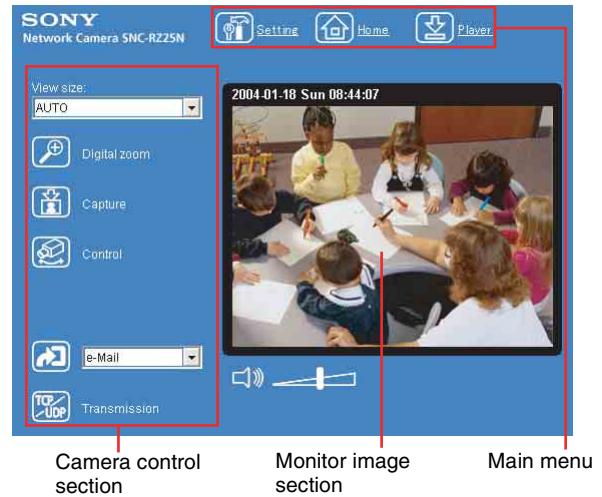 SONY
Network Camera SNC-RZ25N
Setting
Home
Player
View size:
AUTO
2004-01-18 Sun 08:44:07
Digital zoom
Capture
Control
e-Mail
TCP/UDP
Transmission
Camera control section
Monitor image section
Main menu